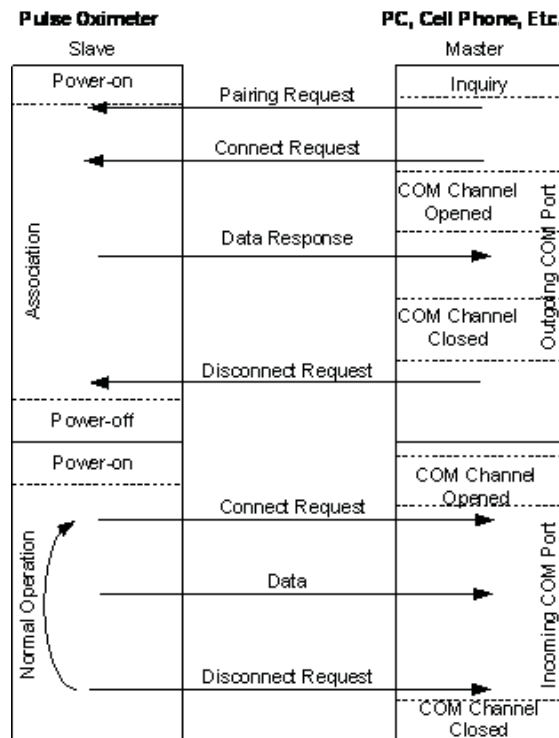 Pulse Oximeter
PC, Cell Phone, Etc.
Slave
Master
Power-on
Inquiry
Pairing Request
Connect Request
COM Channel
Opened
Data Response
Association
Outgoing COM Port
COM Channel
Closed
Disconnect Request
Power-off
Power-on
COM Channel
Opened
Connect Request
Data
Normal Operation
Incoming COM Port
Disconnect Request
COM Channel
Closed